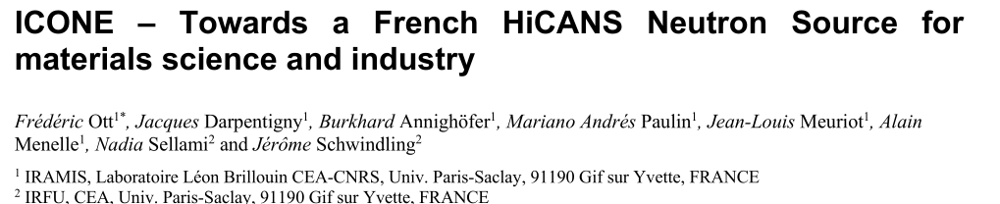 ICONE – Towards a French HiCANS Neutron Source for
materials science and industry
Frédéric Ott1*, Jacques Darpentigny1, Burkhard Annighöfer1, Mariano Andrés Paulin1, Jean-Louis Meuriot1, Alain
Menelle1, Nadia Sellami2 and Jérôme Schwindling2
1 IRAMIS, Laboratoire Léon Brillouin CEA-CNRS, Univ. Paris-Saclay, 91190 Gif sur Yvette, FRANCE
2 IRFU, CEA, Univ. Paris-Saclay, 91190 Gif sur Yvette, FRANCE